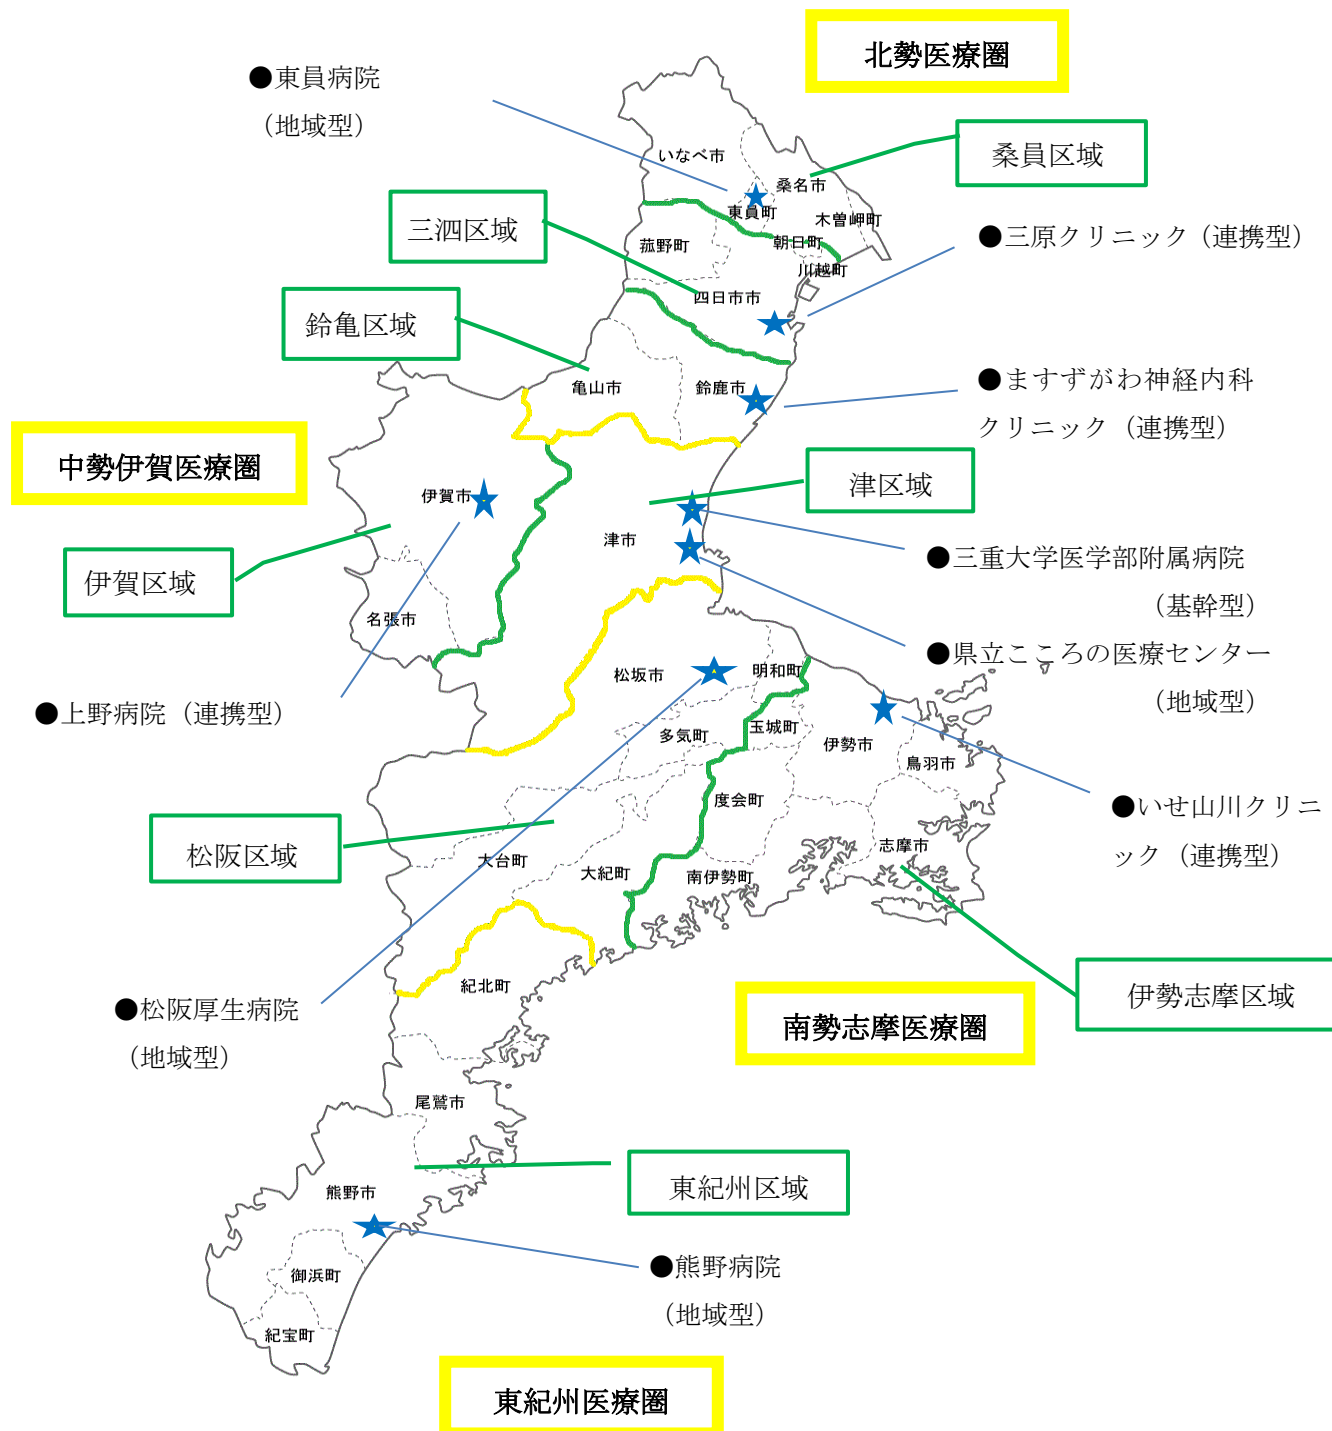 北勢医療圏
●東員病院
（地域型）
桑員区域
いなべ市
桑名市
東員町
木曽岬町
三泗区域
菰野町
朝日町
●三原クリニック（連携型）
川越町
四日市市
鈴亀区域
亀山市
鈴鹿市
●ますずがわ神経内科
クリニック（連携型）
中勢伊賀医療圏
津区域
伊賀市
津市
●三重大学医学部附属病院
（基幹型）
伊賀区域
名張市
●県立こころの医療センター
（地域型）
松坂市
明和町
●上野病院（連携型）
玉城町
多気町
伊勢市
鳥羽市
度会町
●いせ山川クリニ
ック（連携型）
松阪区域
志摩市
大台町
大紀町
南伊勢町
紀北町
伊勢志摩区域
●松阪厚生病院
（地域型）
南勢志摩医療圏
尾鷲市
東紀州区域
熊野市
●熊野病院
（地域型）
御浜町
紀宝町
東紀州医療圏